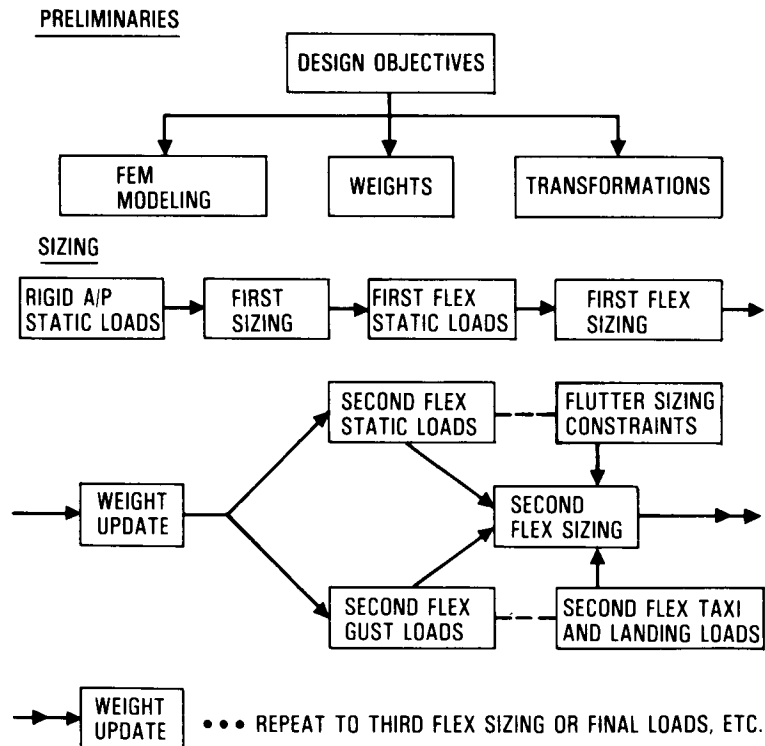 PRELIMINARIES
DESIGN OBJECTIVES
FEM
MODELING
WEIGHTS
TRANSFORMATIONS
SIZING
RIGID A/P
STATIC LOADS
FIRST
SIZING
FIRST FLEX
STATIC LOADS
FIRST FLEX
SIZING
SECOND FLEX
STATIC LOADS
FLUTTER SIZING
CONSTRAINTS
WEIGHT
UPDATE
SECOND
FLEX SIZING
SECOND FLEX
GUST LOADS
SECOND FLEX TAXI
AND LANDING LOADS
WEIGHT
UPDATE
••• REPEAT TO THIRD FLEX SIZING OR FINAL LOADS, ETC.